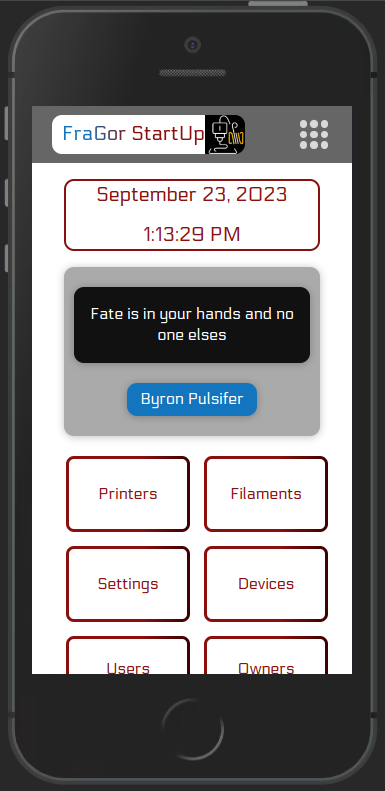 FraGor StartUp
September 23, 2023
1:13:29 PM
Fate is in your hands and no
one elses
Byron Pulsifer
Printers
Filaments
Settings
Devices
Users
Owners